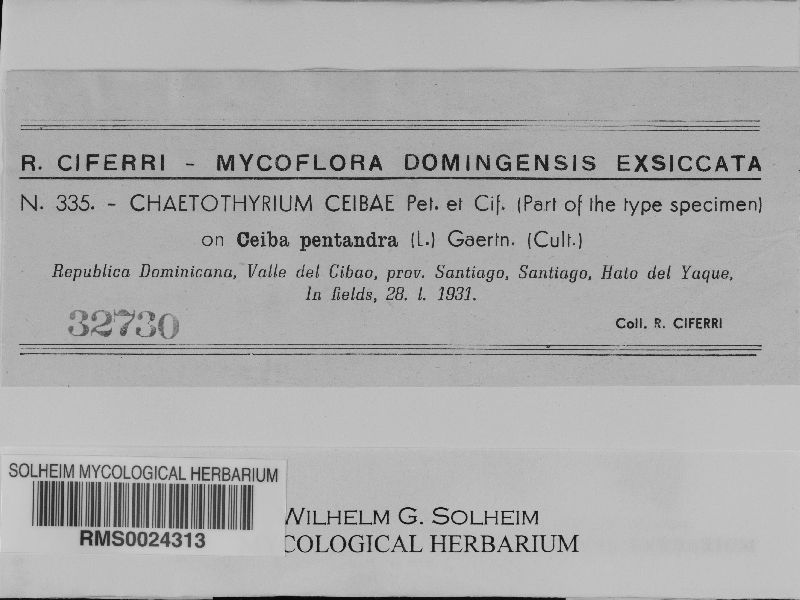 R. CIFERRI - MYCOFLORA DOMINGENSIS EXSICCATA
N. 335. - CHAETOTHYRIUM CEIBAE Pet. et Cif. (Part of the type specimen)
on Ceiba pentandra (L.) Gaertn. (Cult.)
Republica Dominicana, Valle del Cibao, prov. Santiago, Santiago, Hato del Yaque,
In fields, 28. I. 1931.
32730
Coll. R. CIFERRI
SOLHEIM MYCOLOGICAL HERBARIUM
RMS0024313
WILHELM G. SOLHEIM
COLOGICAL HERBARIUM